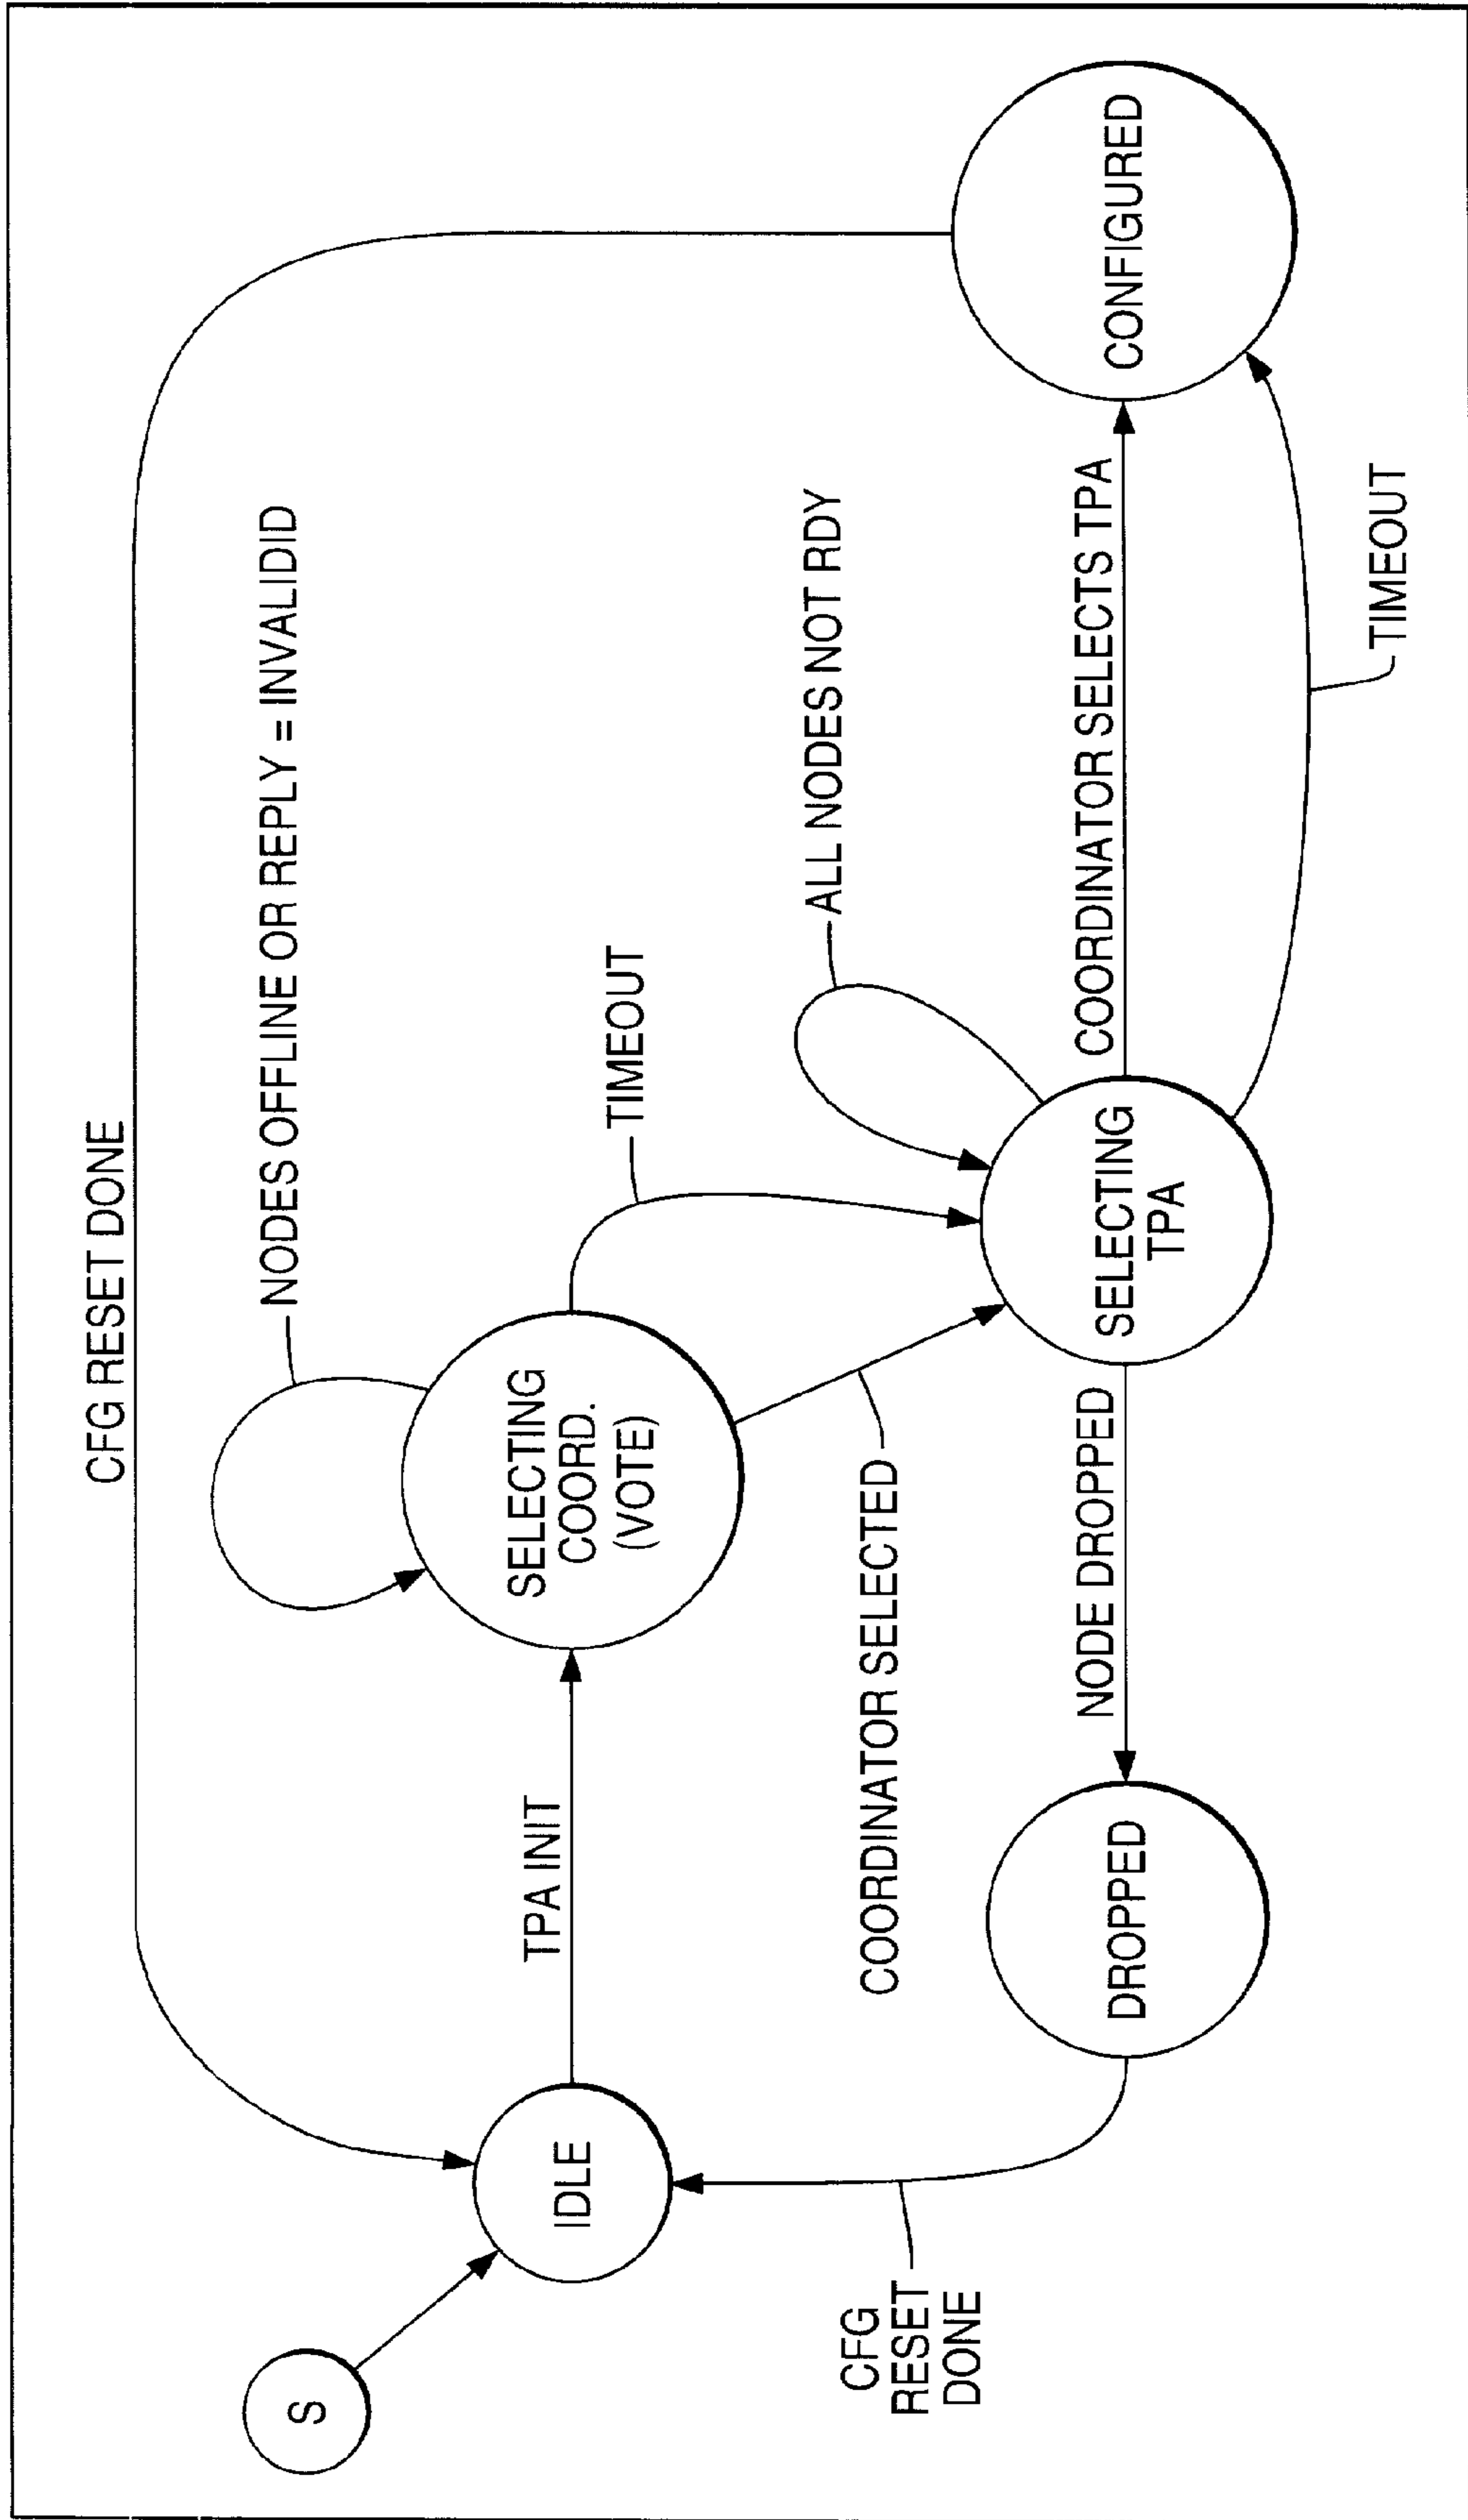 CFG RESET DONE
NODES OFFLINE OR REPLY = INVALIDID
S
IDLE
TPA INIT
SELECTING
COORD.
(VOTE)
TIMEOUT
ALL NODES NOT RDY
COORDINATOR SELECTED
CFG
RESET
DONE
DROPPED
NODE DROPPED
SELECTING
TPA
COORDINATOR SELECTS TPA
CONFIGURED
TIMEOUT